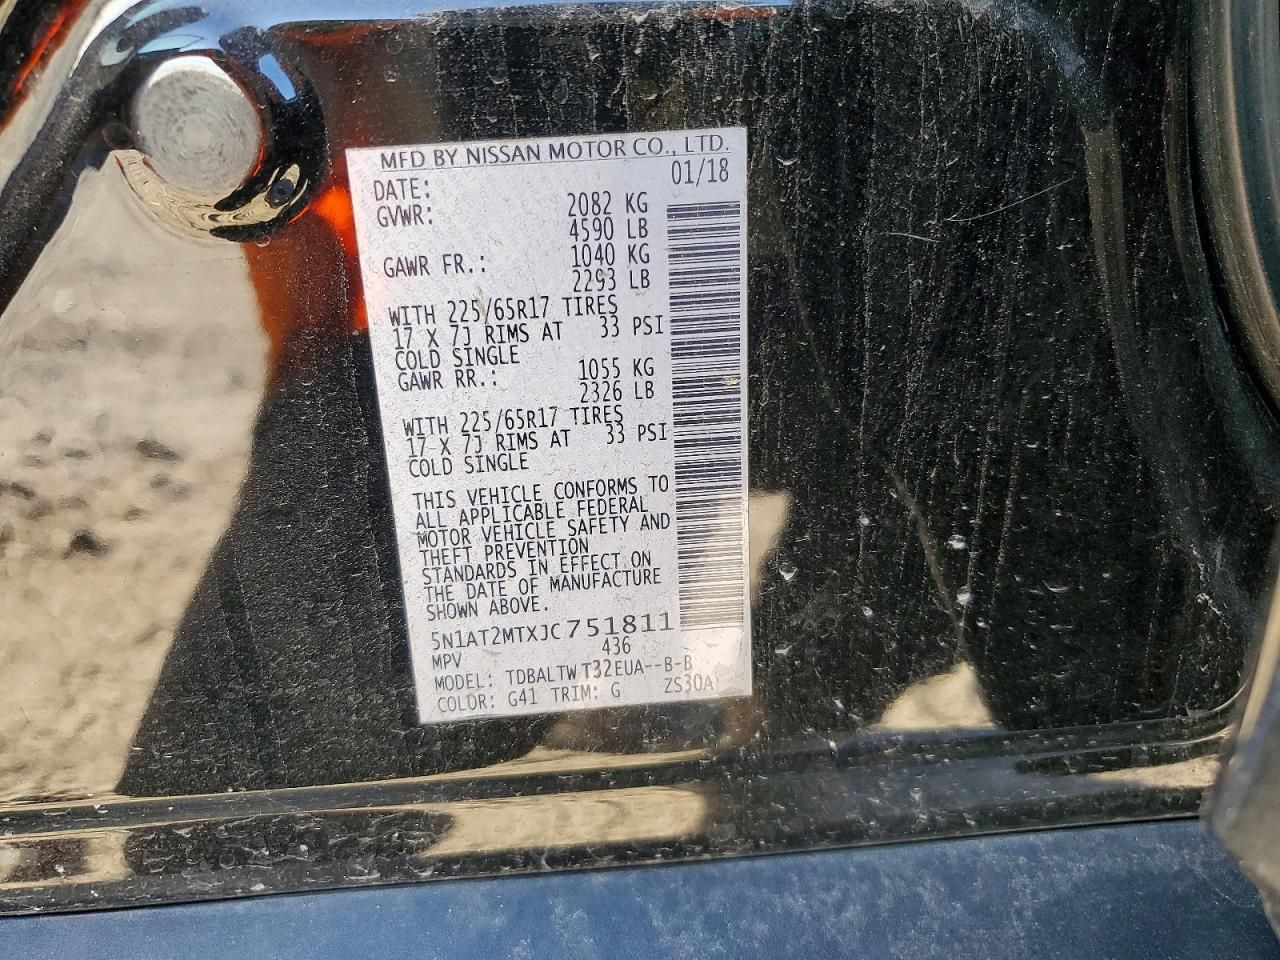 MFD BY NISSAN MOTOR CO., LTD.
DATE: 01/18
GVWR: 2082 KG
4590 LB
GAWR FR.: 1040 KG
2293 LB
WITH 225/65R17 TIRES
17 X 7J RIMS AT 33 PSI
COLD SINGLE
GAWR RR.: 1055 KG
2326 LB
WITH 225/65R17 TIRES
17 X 7J RIMS AT 33 PSI
COLD SINGLE
THIS VEHICLE CONFORMS TO
ALL APPLICABLE FEDERAL
MOTOR VEHICLE SAFETY AND
THEFT PREVENTION
STANDARDS IN EFFECT ON
THE DATE OF MANUFACTURE
SHOWN ABOVE.
5N1AT2MTXJC751811
MPV 436
MODEL: TDBALTWT32EUA--B-B
COLOR: G41 TRIM: G ZS30A